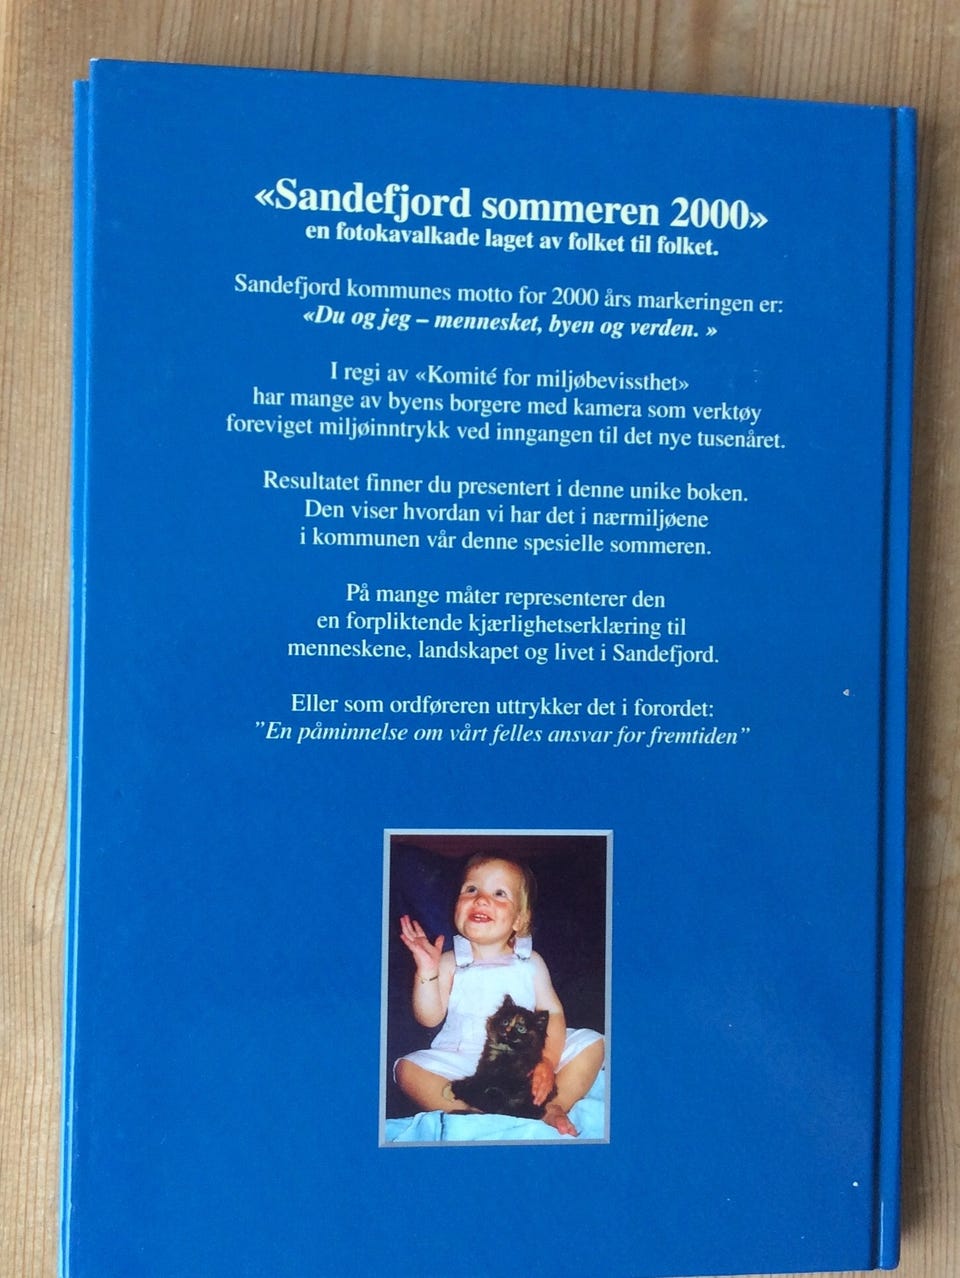 «Sandefjord sommeren 2000»
en fotokavalkade laget av folket til folket.
Sandefjord kommunes motto for 2000 års markeringen er:
«Du og jeg – mennesket, byen og verden. »
I regi av «Komité for miljøbevissthet»
har mange av byens borgere med kamera som verktøy
foreviget miljøinntrykk ved inngangen til det nye tusenåret.
Resultatet finner du presentert i denne unike boken.
Den viser hvordan vi har det i nærmiljøene
i kommunen vår denne spesielle sommeren.
På mange måter representerer den
en forpliktende kjærlighetserklæring til
menneskene, landskapet og livet i Sandefjord.
Eller som ordføreren uttrykker det i forordet:
”En påminnelse om vårt felles ansvar for fremtiden”